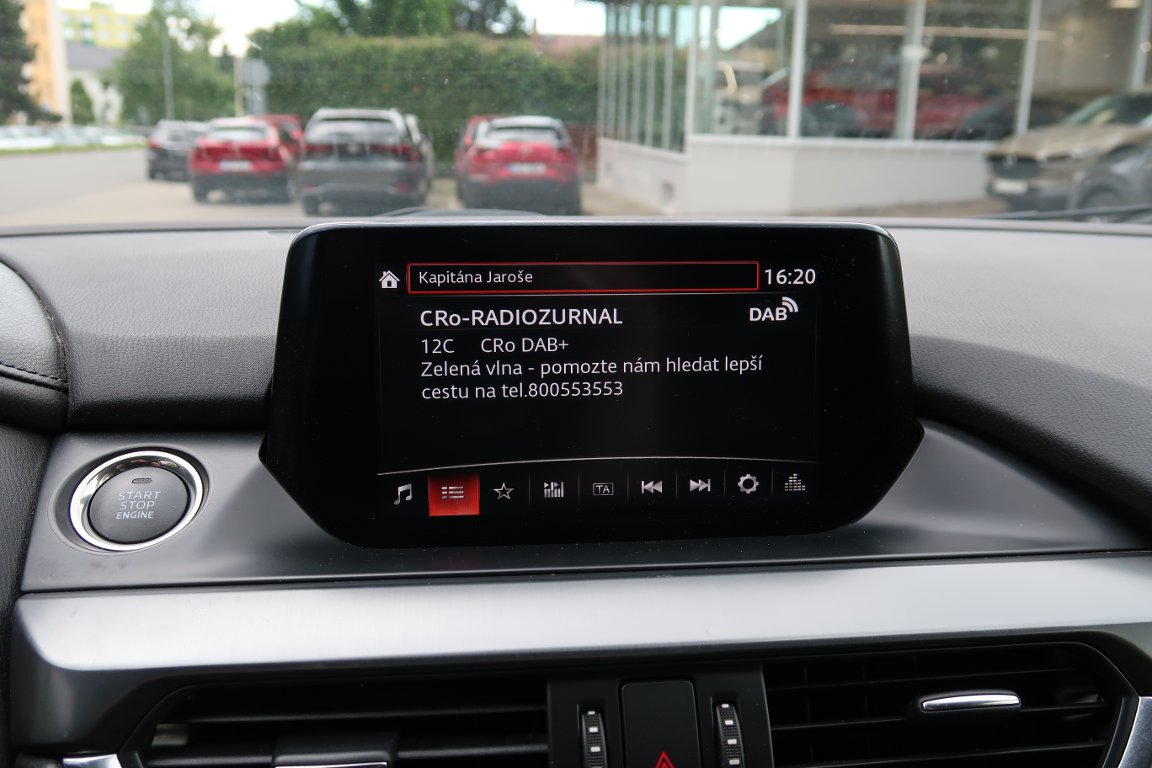 Kapitána Jaroše
16:20
CRo-RADIOZURNAL
DAB
12C CRo DAB+
Zelená vlna - pomozte nám hledat lepší
cestu na tel.800553553
TA
START
STOP
ENGINE